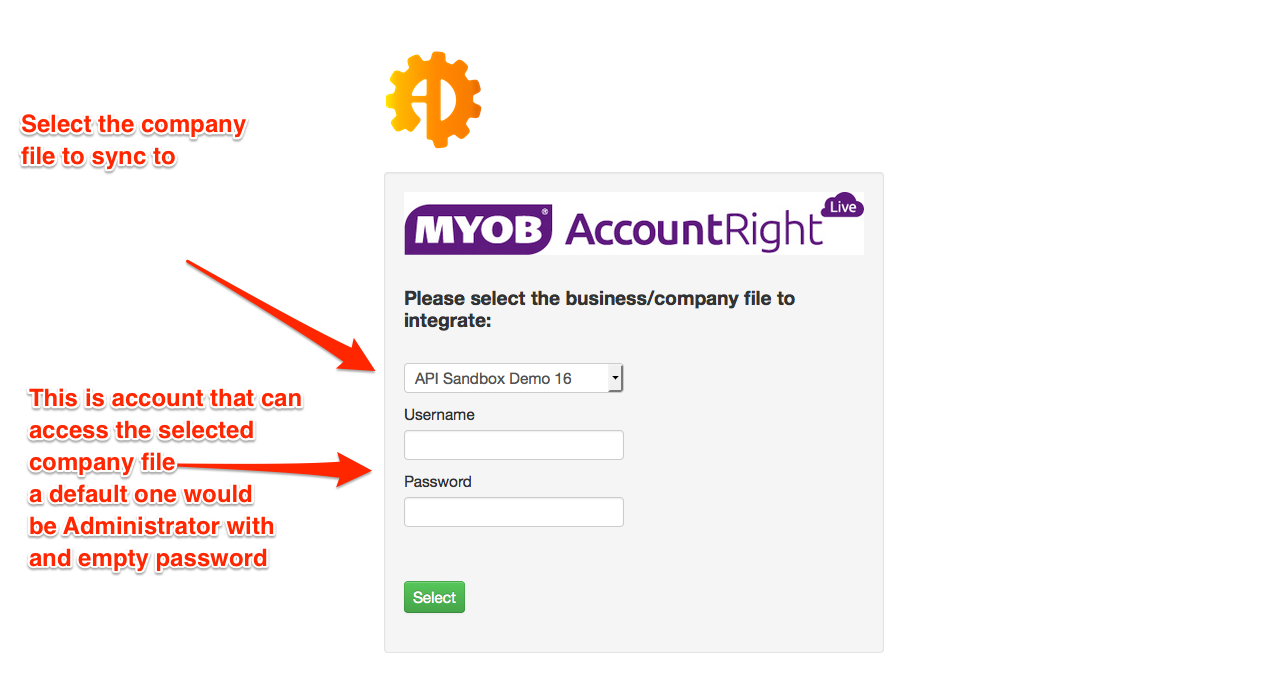 Select the company
file to sync to
MYOB® AccountRight Live
Please select the business/company file to
integrate:
API Sandbox Demo 16
Username
This is account that can
access the selected
company file
a default one would
be Administrator with
and empty password
Password
Select